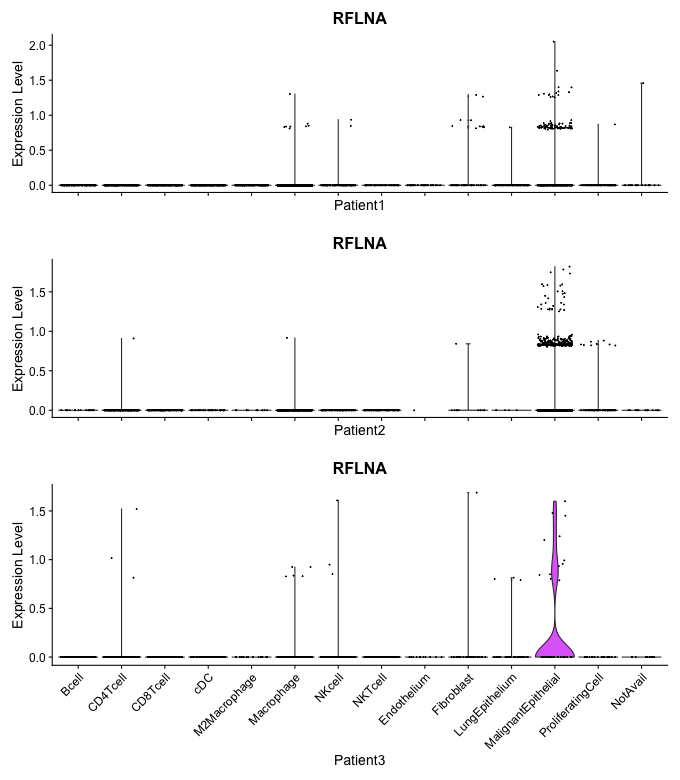 RFLNA
2.0
1.5
1.0
0.5
0.0
Expression Level
Patient1
RFLNA
1.5
1.0
0.5
0.0
Expression Level
Patient2
RFLNA
1.5
1.0
0.5
0.0
Expression Level
Bcell
CD4Tcell
CD8Tcell
cDC
M2Macrophage
Macrophage
NKcell
NKTcell
Endothelium
Fibroblast
LungEpithelium
MalignantEpithelial
ProliferatingCell
NotAvail
Patient3